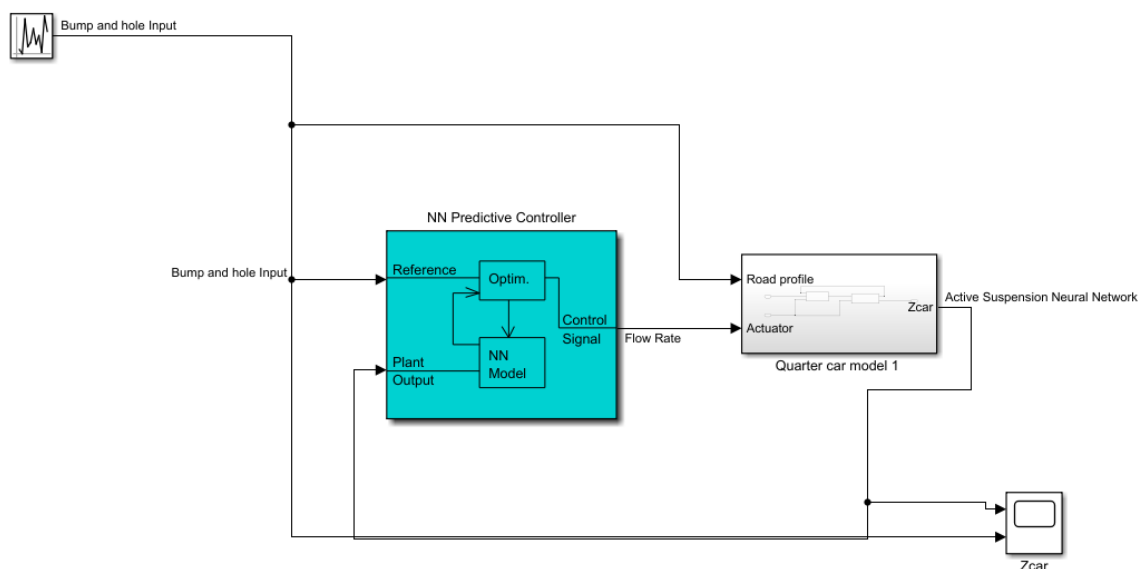 Bump and hole Input
NN Predictive Controller
Bump and hole Input
Reference
Optim.
Control
Signal
Plant
Output
NN
Model
Flow Rate
Road profile
Zcar
Actuator
Quarter car model 1
Active Suspension Neural Network
Zcar